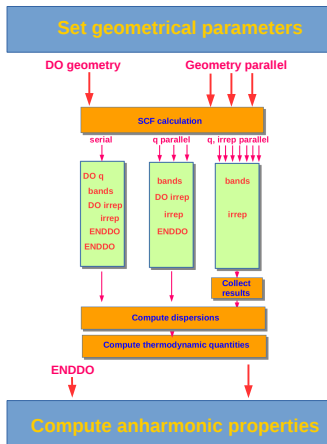 Set geometrical parameters
DO geometry
Geometry parallel
SCF calculation
serial
q parallel
q, irrep parallel
DO q
bands
DO irrep
irrep
ENDDO
ENDDO
bands
DO irrep
irrep
ENDDO
bands
irrep
Collect
results
Compute dispersions
Compute thermodynamic quantities
ENDDO
Compute anharmonic properties